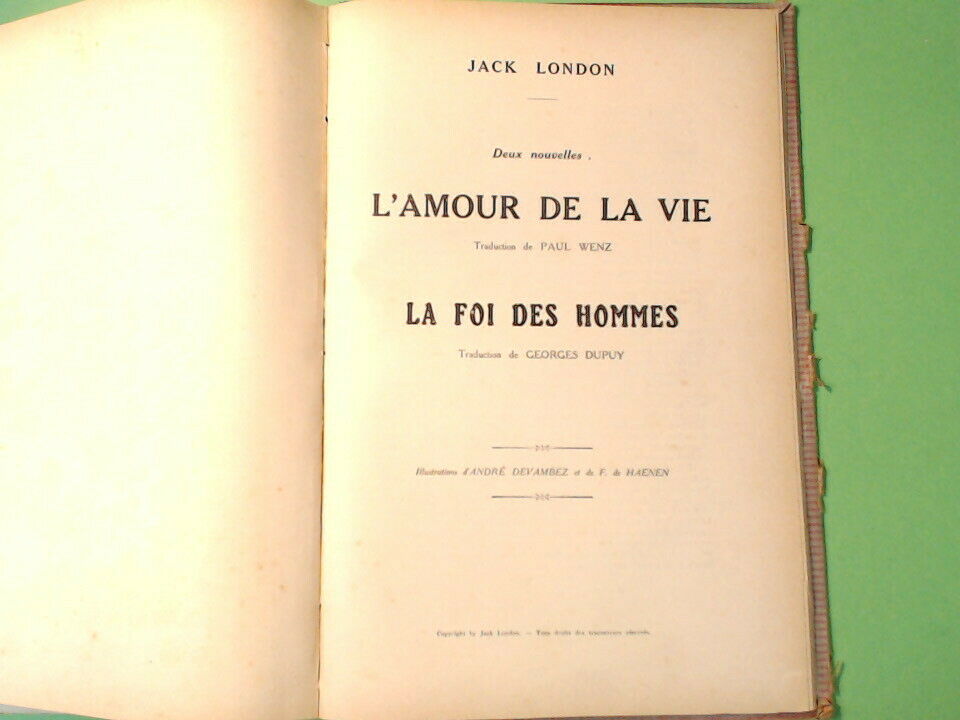 JACK LONDON
Deux nouvelles.
L'AMOUR DE LA VIE
Traduction de PAUL WENZ
LA FOI DES HOMMES
Traduction de GEORGES DUPUY
Illustrations d'ANDRÉ DEVAMBEZ et de F. de HAENEN
Copyright by Jack London. — Tous droits des traducteurs réservés.